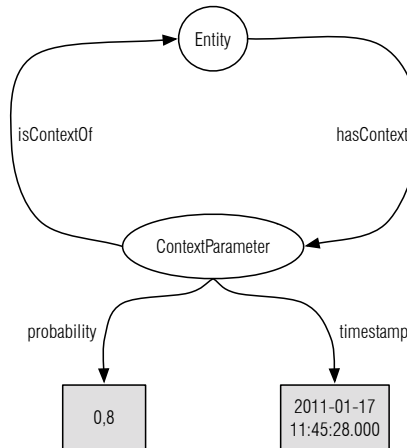 Entity
isContextOf
hasContext
ContextParameter
probability
timestamp
0,8
2011-01-17
11:45:28.000